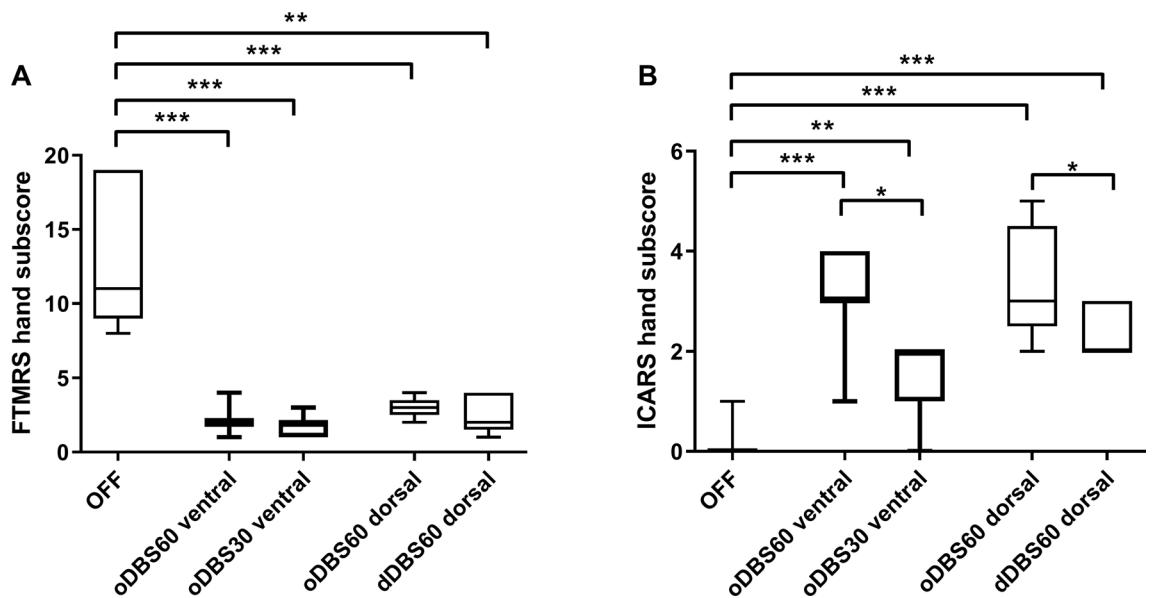 A
**
***
***
***
FTMRS hand subscore
20
15
10
5
0
OFF
oDBS60 ventral
oDBS30 ventral
oDBS60 dorsal
dDBS60 dorsal
B
***
***
**
***
*
*
ICARS hand subscore
6
4
2
0
OFF
oDBS60 ventral
oDBS30 ventral
oDBS60 dorsal
dDBS60 dorsal